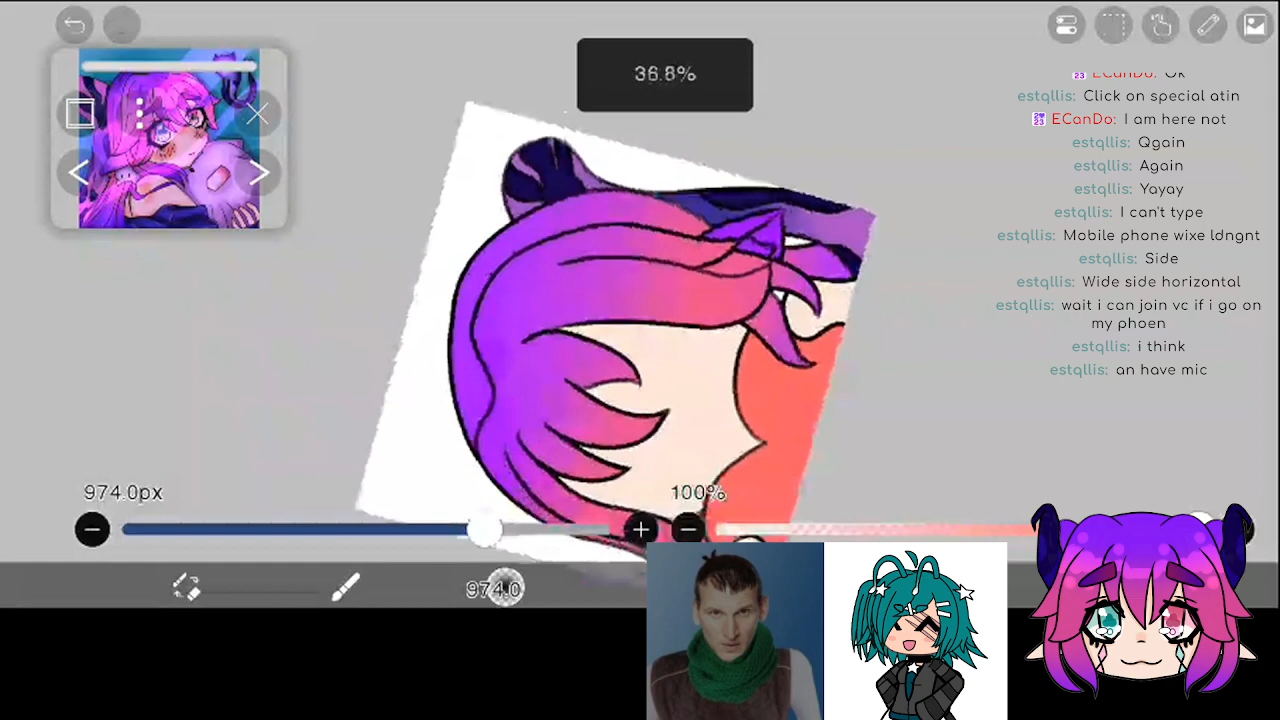 36.8%
ECanDo: Ok
estqllis: Click on special atin
ECanDo: I am here not
estqllis: Qgain
estqllis: Again
estqllis: Yayay
estqllis: I can't type
estqllis: Mobile phone wixe ldngnt
estqllis: Side
estqllis: Wide side horizontal
estqllis: wait i can join vc if i go on
my phoen
estqllis: i think
estqllis: an have mic
974.0px
100%
974.0